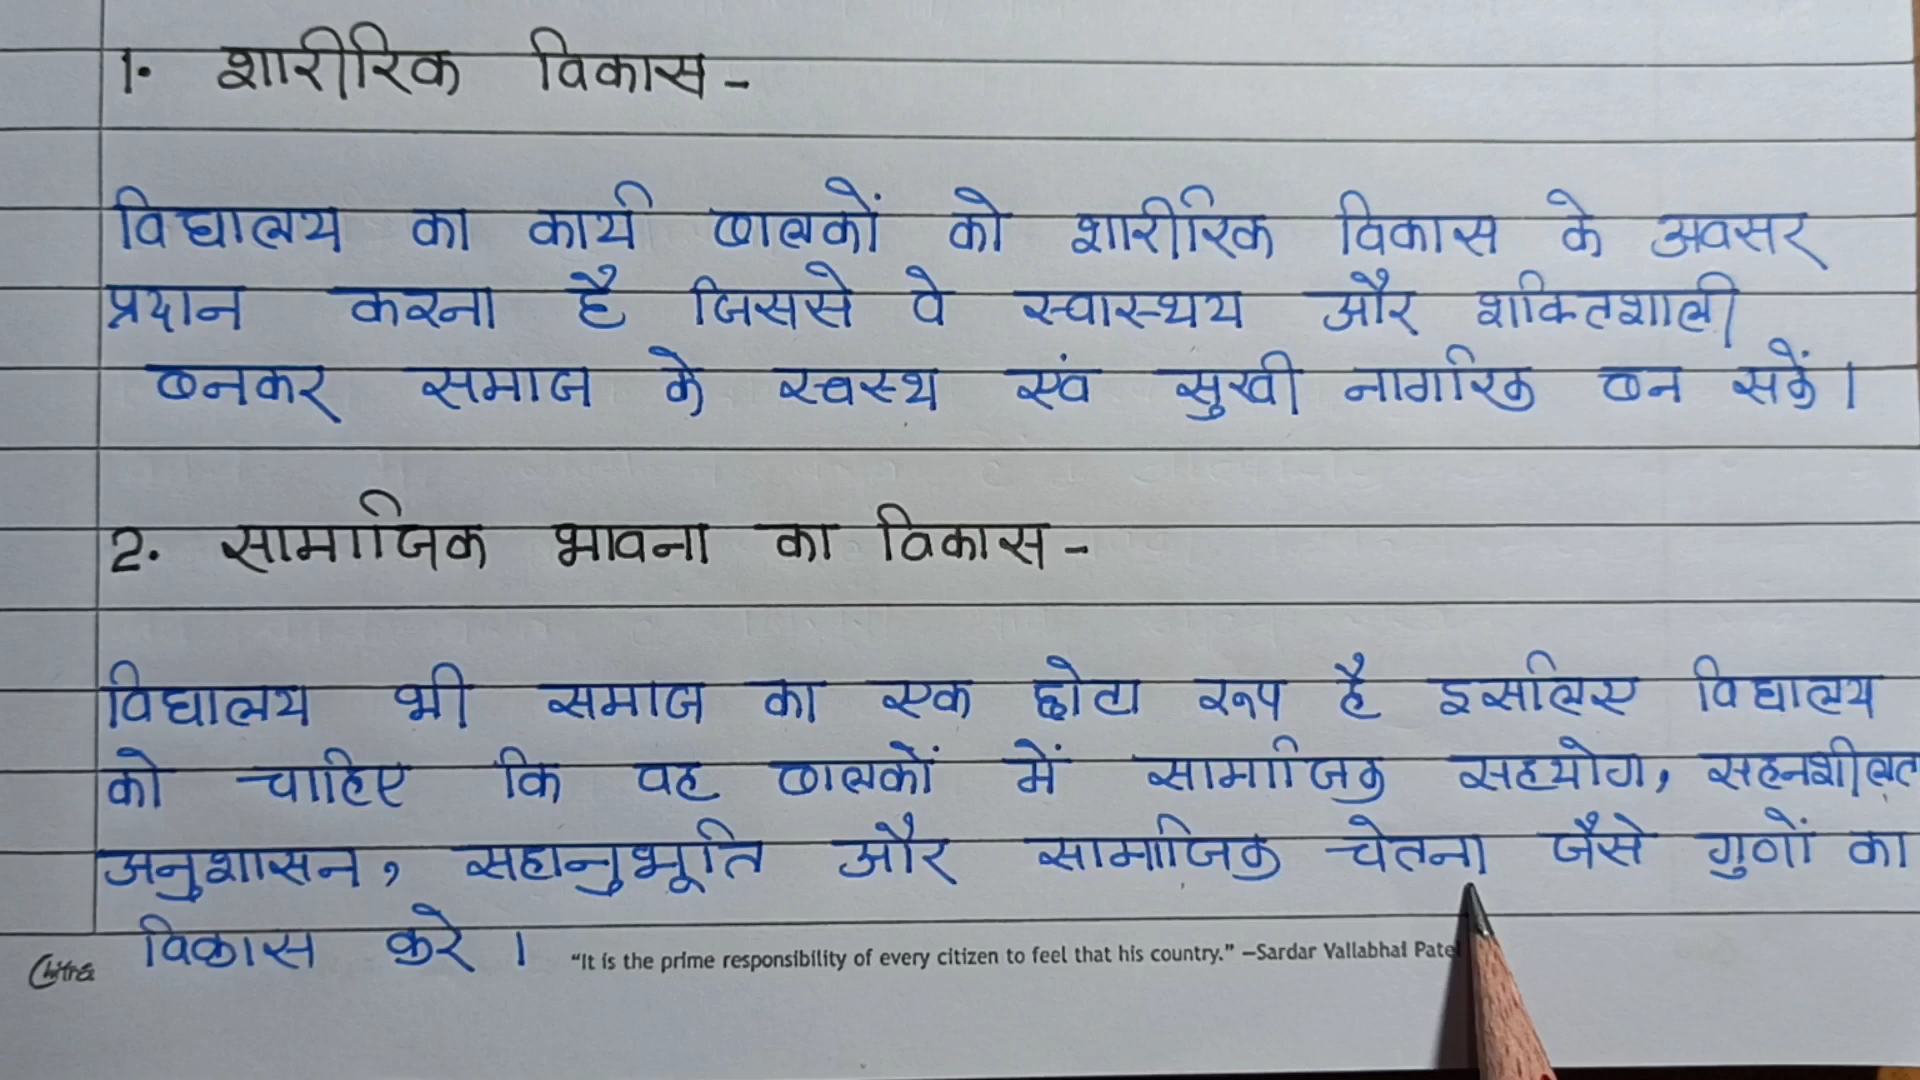 1. शारीरिक विकास -
विद्यालय का कार्य बालकों को शारीरिक विकास के अवसर
प्रदान करना है जिससे वे स्वास्थय और शक्तिशाली
बनकर समाज के स्वस्थ एवं सुखी नागरिक बन सकें।
2. सामाजिक भावना का विकास -
विद्यालय भी समाज का एक छोटा रूप है इसलिए विद्यालय
को चाहिए कि वह बालकों में सामाजिक सहयोग, सहनशीलत
अनुशासन, सहानुभूति और सामाजिक चेतना जैसे गुणों का
विकास करे।
Chitra "It is the prime responsibility of every citizen to feel that his country." —Sardar Vallabhai Patel